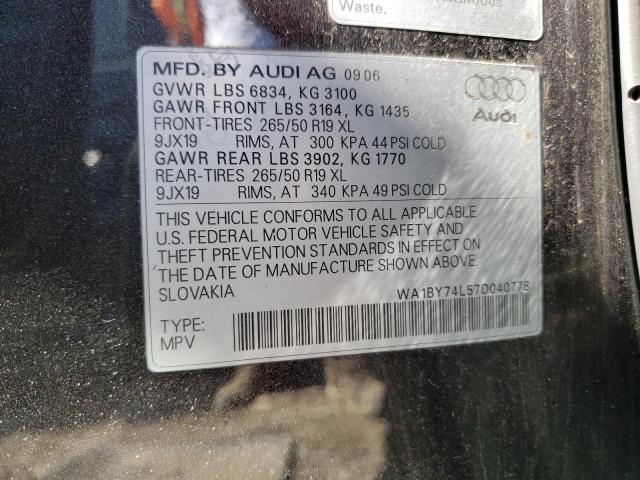 Waste.
MFD. BY AUDI AG 09 06
GVWR LBS 6834, KG 3100
GAWR FRONT LBS 3164, KG 1435
FRONT-TIRES 265/50 R19 XL
9JX19 RIMS, AT 300 KPA 44 PSI COLD
GAWR REAR LBS 3902, KG 1770
REAR-TIRES 265/50 R19 XL
9JX19 RIMS, AT 340 KPA 49 PSI COLD
Audi
THIS VEHICLE CONFORMS TO ALL APPLICABLE
U.S. FEDERAL MOTOR VEHICLE SAFETY AND
THEFT PREVENTION STANDARDS IN EFFECT ON
THE DATE OF MANUFACTURE SHOWN ABOVE.
SLOVAKIA WA1BY74L57D040778
TYPE:
MPV